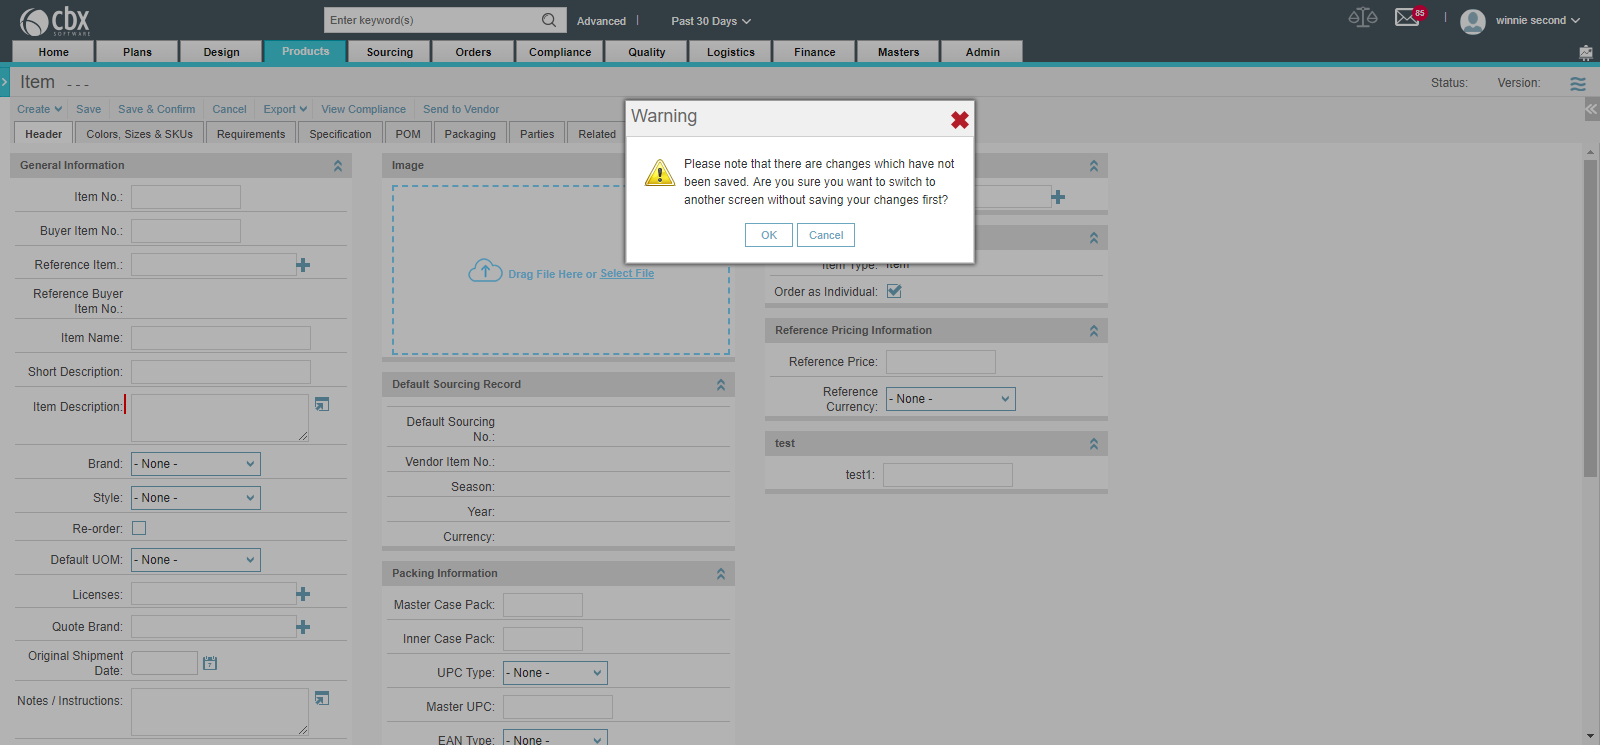 cbx
SOFTWARE
Enter keyword(s)
Advanced
Past 30 Days
85
winnie second
Home
Plans
Design
Products
Sourcing
Orders
Compliance
Quality
Logistics
Finance
Masters
Admin
Item - - -
Status:
Version:
Create
Save
Save & Confirm
Cancel
Export
View Compliance
Send to Vendor
Header
Colors, Sizes & SKUs
Requirements
Specification
POM
Packaging
Parties
Related
Warning
Please note that there are changes which have not
been saved. Are you sure you want to switch to
another screen without saving your changes first?
OK
Cancel
General Information
Item No.:
Buyer Item No.:
Reference Item.:
Reference Buyer
Item No.:
Item Name:
Short Description:
Item Description:
Brand:
- None -
Style:
- None -
Re-order:
Default UOM:
- None -
Licenses:
Quote Brand:
Original Shipment
Date:
Notes / Instructions:
Image
Drag File Here or Select File
Default Sourcing Record
Default Sourcing
No.:
Vendor Item No.:
Season:
Year:
Currency:
Packing Information
Master Case Pack:
Inner Case Pack:
UPC Type:
- None -
Master UPC:
EAN Type:
- None -
Item Type:
Item
Order as Individual:
Reference Pricing Information
Reference Price:
Reference
Currency:
- None -
test
test1: